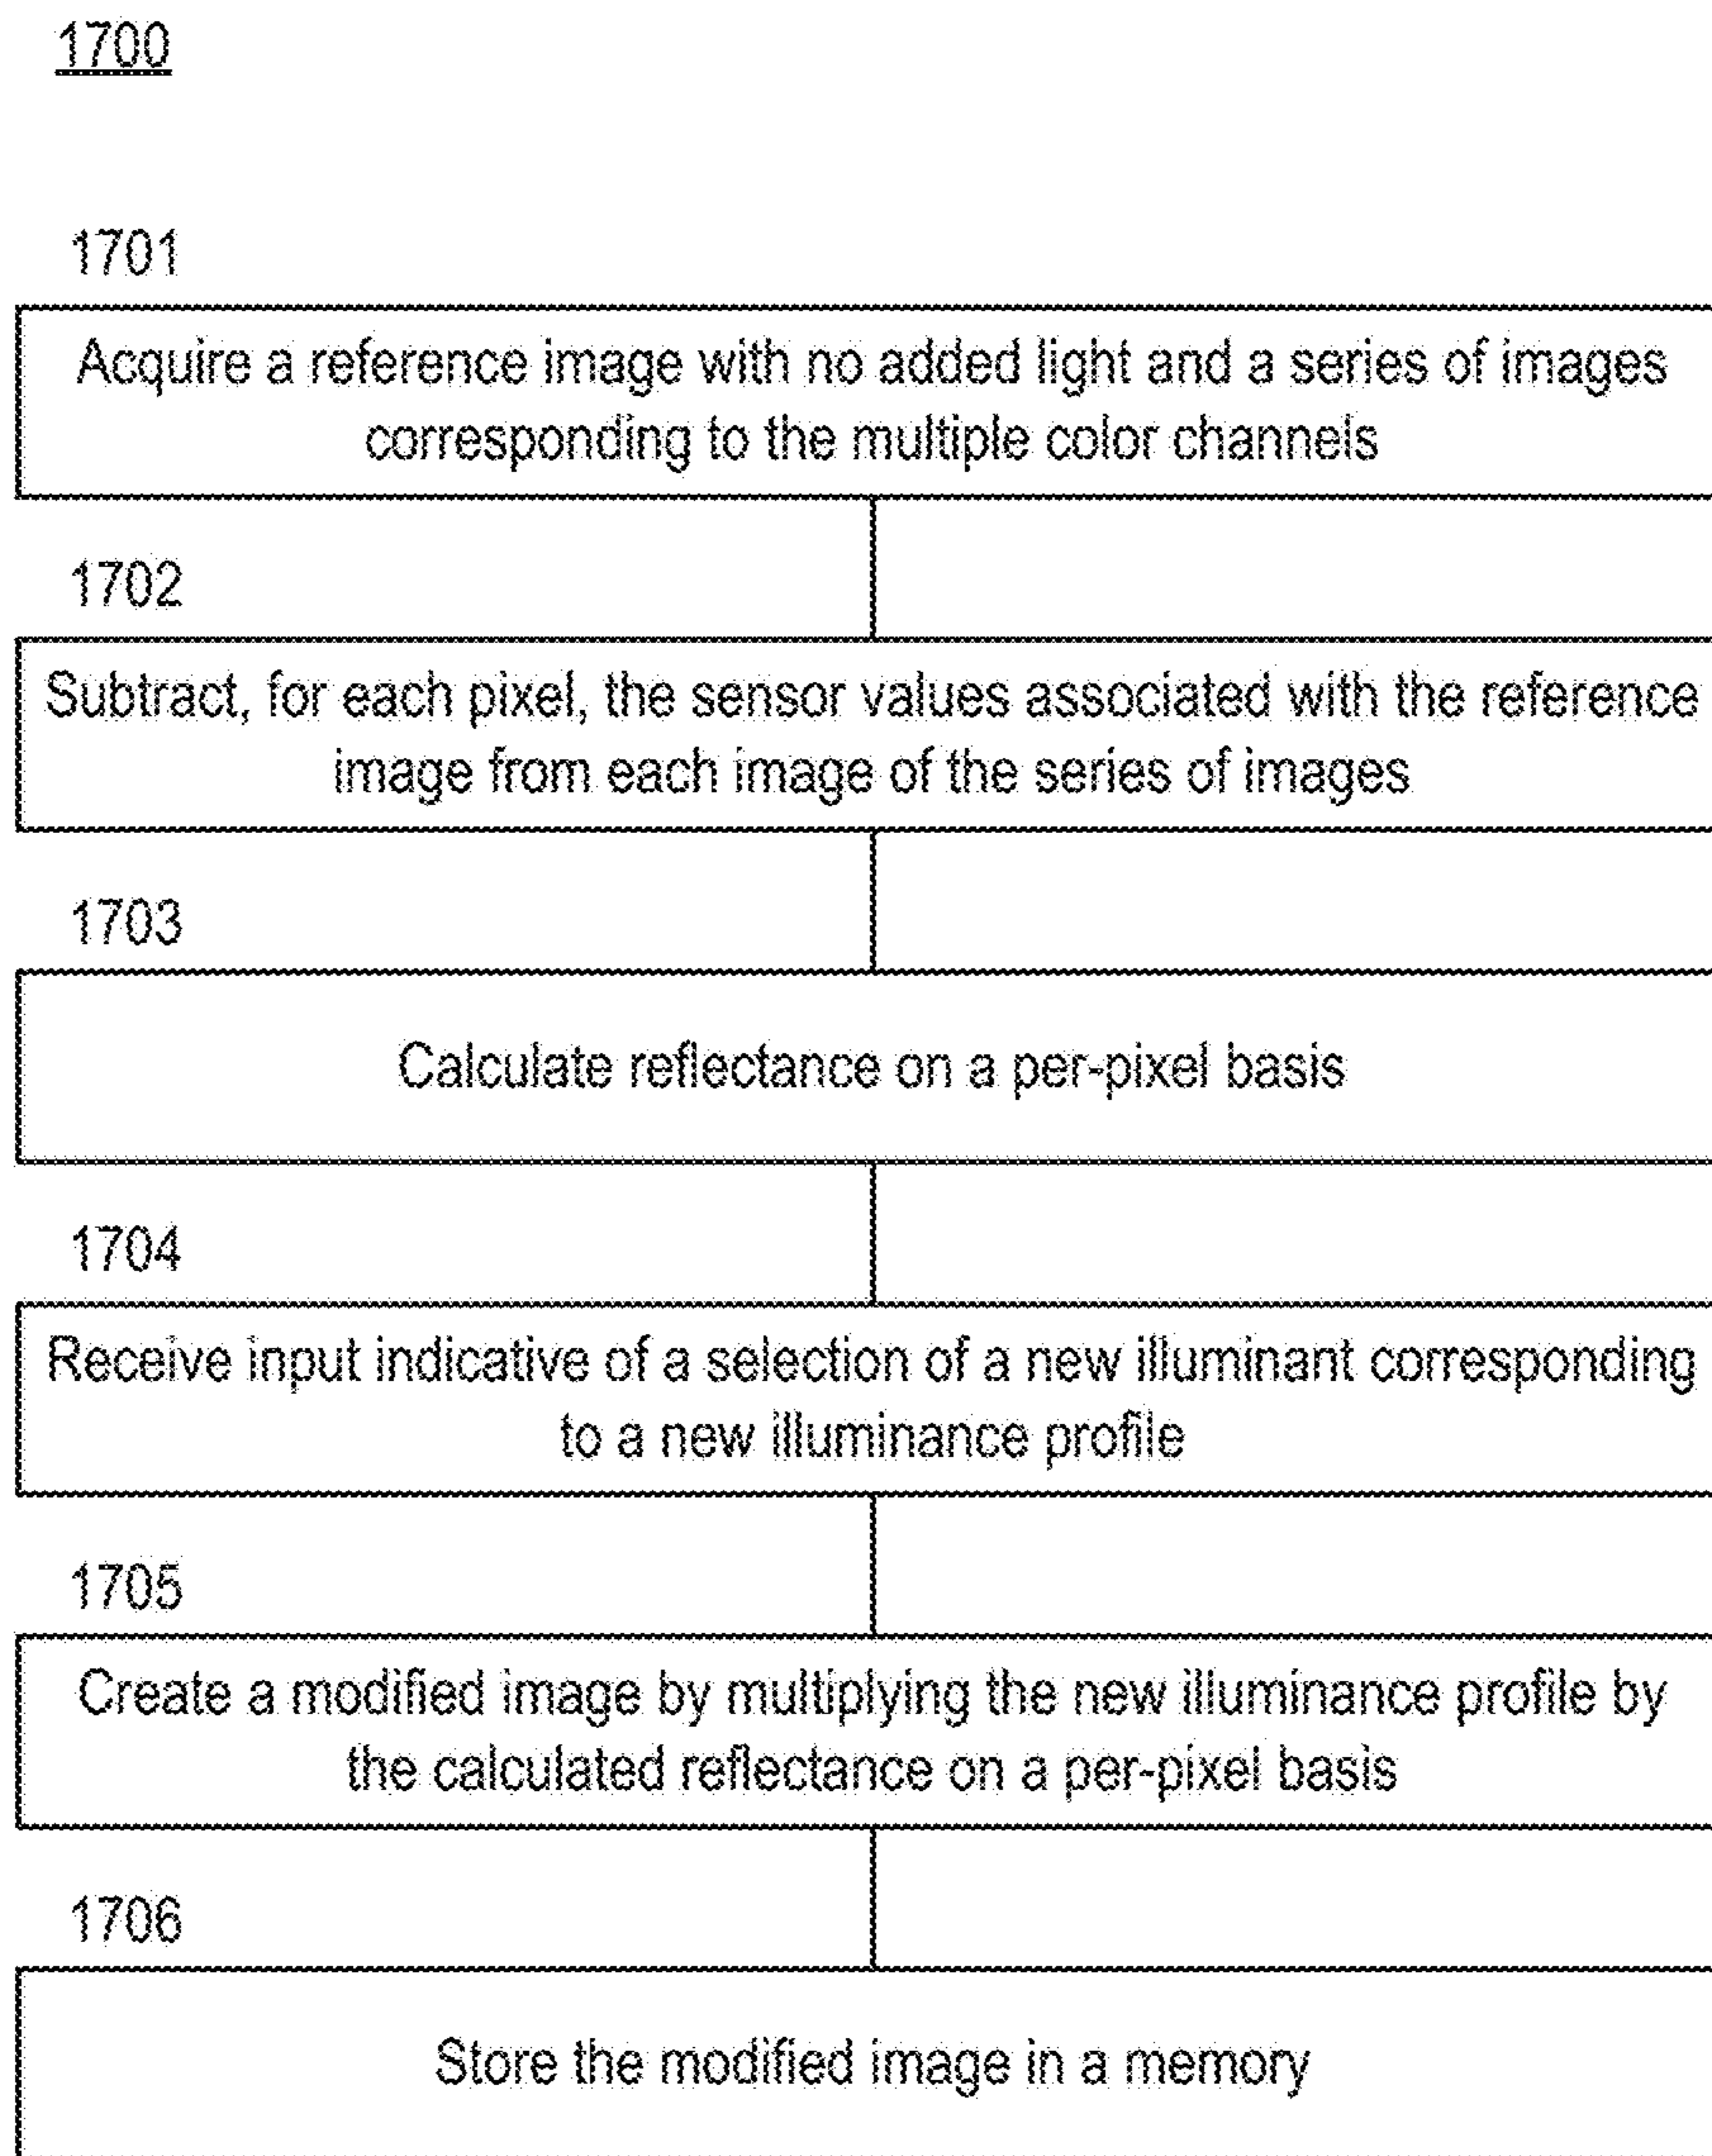 1700
1701
Acquire a reference image with no added light and a series of images
corresponding to the multiple color channels
1702
Subtract, for each pixel, the sensor values associated with the reference
image from each image of the series of images
1703
Calculate reflectance on a per-pixel basis
1704
Receive input indicative of a selection of a new illuminant corresponding
to a new illuminance profile
1705
Create a modified image by multiplying the new illuminance profile by
the calculated reflectance on a per-pixel basis
1706
Store the modified image in a memory